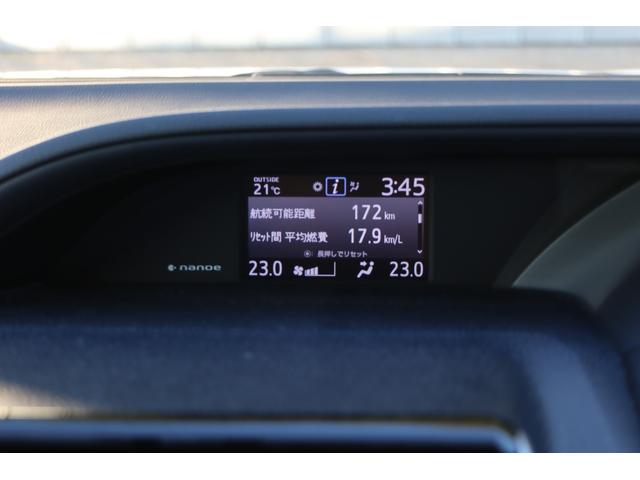 OUTSIDE
21℃ i 3:45
航続可能距離 172 km
リセット間 平均燃費 17.9 km/L
長押しでリセット
nanoe
23.0 23.0